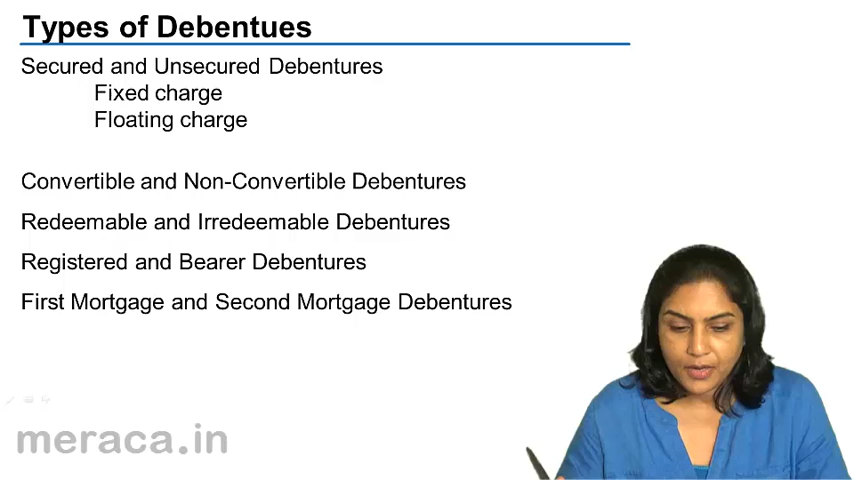 Types of Debentues
Secured and Unsecured Debentures
Fixed charge
Floating charge
Convertible and Non-Convertible Debentures
Redeemable and Irredeemable Debentures
Registered and Bearer Debentures
First Mortgage and Second Mortgage Debentures
meraca.in